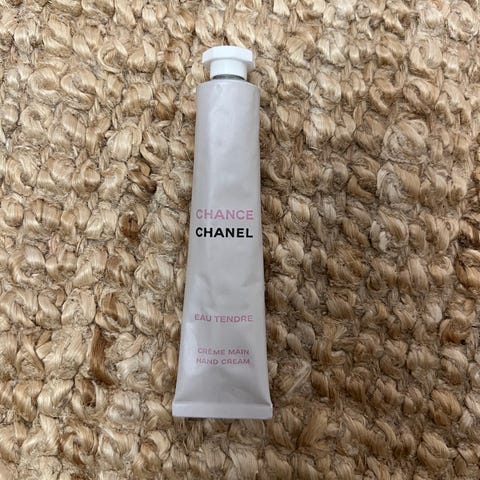 CHANCE
CHANEL
EAU TENDRE
CRÈME MAIN
HAND CREAM